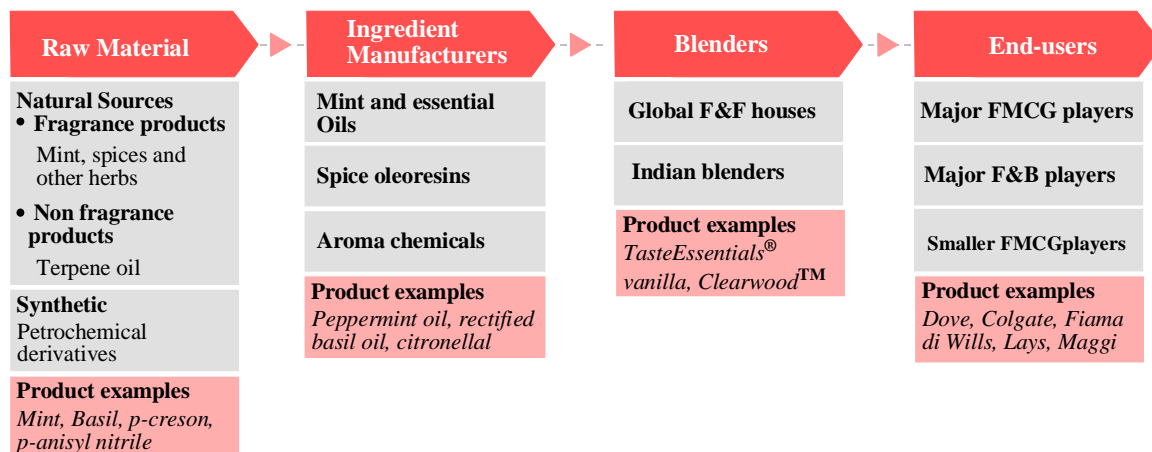 Raw Material
Natural Sources
• Fragrance products
Mint, spices and
other herbs
• Non fragrance
products
Terpene oil
Synthetic
Petrochemical
derivatives
Product examples
Mint, Basil, p-creson,
p-anisyl nitrile
Ingredient
Manufacturers
Mint and essential
Oils
Spice oleoresins
Aroma chemicals
Product examples
Peppermint oil, rectified
basil oil, citronellal
Blenders
Global F&F houses
Indian blenders
Product examples
TasteEssentials®
vanilla, Clearwood™
End-users
Major FMCG players
Major F&B players
Smaller FMCGplayers
Product examples
Dove, Colgate, Fiama
di Wills, Lays, Maggi